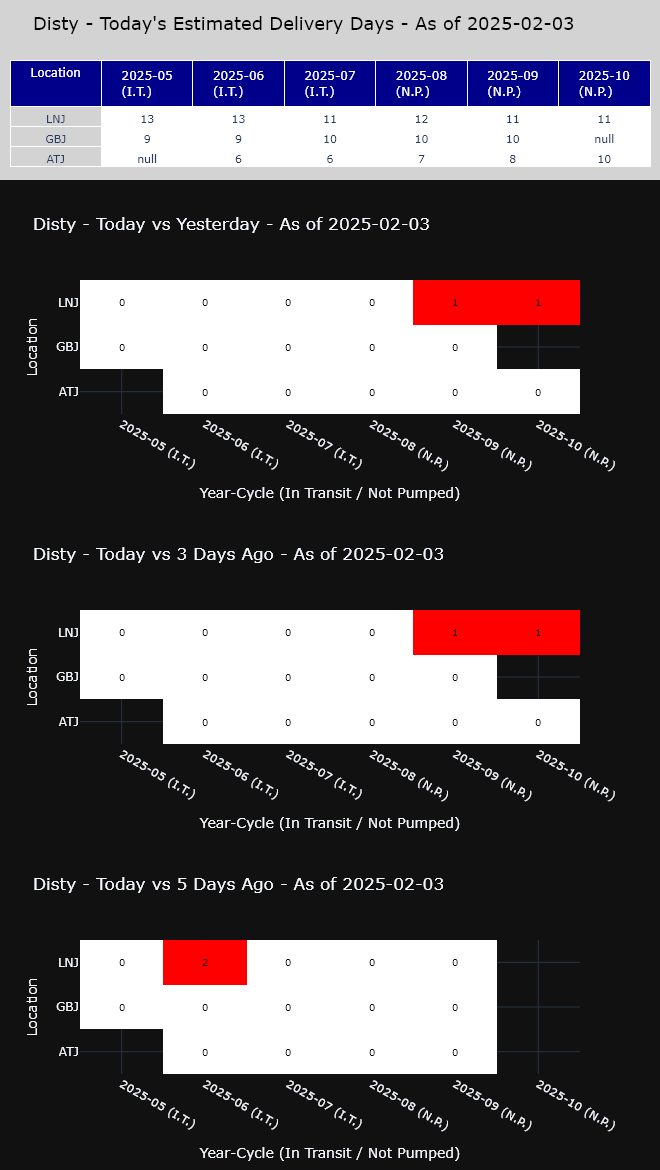 Disty - Today's Estimated Delivery Days - As of 2025-02-03
Location 2025-05 (I.T.) 2025-06 (I.T.) 2025-07 (I.T.) 2025-08 (N.P.) 2025-09 (N.P.) 2025-10 (N.P.)
LNJ 13 13 11 12 11 11
GBJ 9 9 10 10 10 null
ATJ null 6 6 7 8 10
Disty - Today vs Yesterday - As of 2025-02-03
Location
LNJ 0 0 0 0 1 1
GBJ 0 0 0 0 0
ATJ 0 0 0 0 0
2025-05 (I.T.) 2025-06 (I.T.) 2025-07 (I.T.) 2025-08 (N.P.) 2025-09 (N.P.) 2025-10 (N.P.)
Year-Cycle (In Transit / Not Pumped)
Disty - Today vs 3 Days Ago - As of 2025-02-03
Location
LNJ 0 0 0 0 1 1
GBJ 0 0 0 0 0
ATJ 0 0 0 0 0
2025-05 (I.T.) 2025-06 (I.T.) 2025-07 (I.T.) 2025-08 (N.P.) 2025-09 (N.P.) 2025-10 (N.P.)
Year-Cycle (In Transit / Not Pumped)
Disty - Today vs 5 Days Ago - As of 2025-02-03
Location
LNJ 0 2 0 0 0
GBJ 0 0 0 0 0
ATJ 0 0 0 0
2025-05 (I.T.) 2025-06 (I.T.) 2025-07 (I.T.) 2025-08 (N.P.) 2025-09 (N.P.) 2025-10 (N.P.)
Year-Cycle (In Transit / Not Pumped)